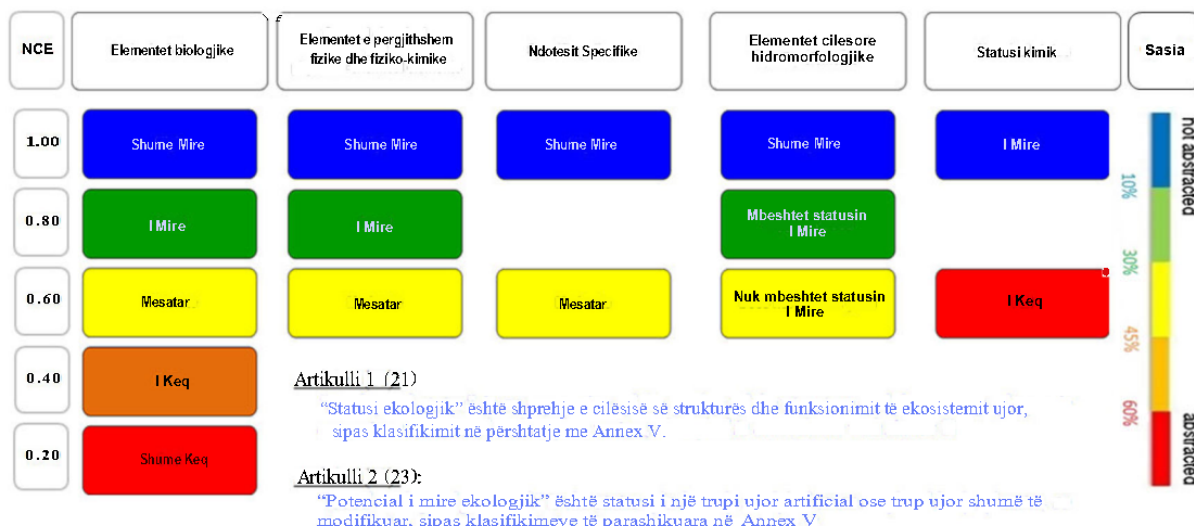 NCE
Elementet biologjike
Elementet e pergjithshem
fizike dhe fiziko-kimike
Ndotesit Specifike
Elementet cilesore
hidromorfologjike
Statusi kimik
Sasia
1.00
Shume Mire
Shume Mire
Shume Mire
Shume Mire
I Mire
not abstracted
10%
0.80
I Mire
I Mire
Mbeshtet statusin
I Mire
30%
0.60
Mesatar
Mesatar
Mesatar
Nuk mbeshtet statusin
I Mire
I Keq
45%
0.40
I Keq
60%
abstracted
0.20
Shume Keq
Artikulli 1 (21)
“Statusi ekologjik” është shprehje e cilësisë së strukturës dhe funksionimit të ekosistemit ujor,
sipas klasifikimit në përshtatje me Annex V.
Artikulli 2 (23):
“Potencial i mire ekologjik” është statusi i një trupi ujor artificial ose trup ujor shumë të
modifikuar, sipas klasifikimeve të parashikuara në Annex V